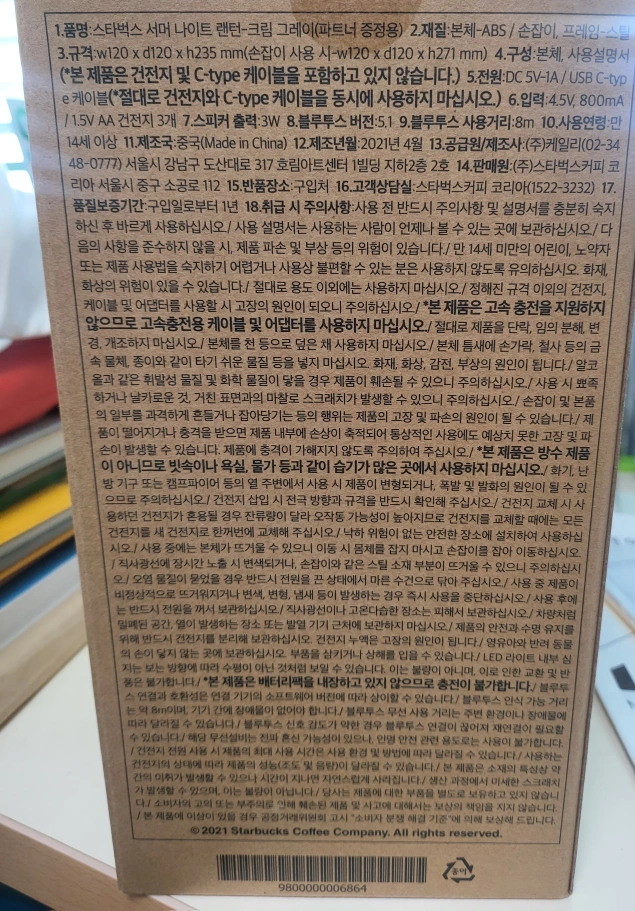 1.품명:스타벅스 서머 나이트 랜턴-크림 그레이(파트너 증정용) 2.재질:본체-ABS / 손잡이, 프레임-스틸
3.규격:w120 x d120 x h235 mm(손잡이 사용 시-w120 x d120 x h271 mm) 4.구성:본체, 사용설명서
(*본 제품은 건전지 및 C-type 케이블을 포함하고 있지 않습니다.) 5.전원:DC 5V-1A / USB C-typ
e 케이블(*절대로 건전지와 C-type 케이블을 동시에 사용하지 마십시오.) 6.입력:4.5V, 800mA
/ 1.5V AA 건전지 3개 7.스피커 출력:3W 8.블루투스 버전:5.1 9.블루투스 사용거리:8m 10.사용연령:만
14세 이상 11.제조국:중국(Made in China) 12.제조년월:2021년 4월 13.공급원/제조사:(주)케일리(02-34
48-0777) 서울시 강남구 도산대로 317 호림아트센터 1빌딩 지하2층 2호 14.판매원:(주)스타벅스커피 코
리아 서울시 중구 소공로 112 15.반품장소:구입처 16.고객상담실:스타벅스커피 코리아(1522-3232) 17.
품질보증기간:구입일로부터 1년 18.취급 시 주의사항:사용 전 반드시 주의사항 및 설명서를 충분히 숙지
하신 후 바르게 사용하십시오./ 사용 설명서는 사용하는 사람이 언제나 볼 수 있는 곳에 보관하십시오./ 다
음의 사항을 준수하지 않을 시, 제품 파손 및 부상 등의 위험이 있습니다./ 만 14세 미만의 어린이, 노약자
또는 제품 사용법을 숙지하기 어렵거나 사용상 불편할 수 있는 분은 사용하지 않도록 유의하십시오. 화재,
화상의 위험이 있을 수 있습니다./ 절대로 용도 이외에는 사용하지 마십시오./ 정해진 규격 이외의 건전지,
케이블 및 어댑터를 사용할 시 고장의 원인이 되오니 주의하십시오./ *본 제품은 고속 충전을 지원하지
않으므로 고속충전용 케이블 및 어댑터를 사용하지 마십시오./ 절대로 제품을 단락, 임의 분해, 변
경, 개조하지 마십시오./ 본체를 천 등으로 덮은 채 사용하지 마십시오./ 본체 틈새에 손가락, 철사 등의 금
속 물체, 종이와 같이 타기 쉬운 물질 등을 넣지 마십시오. 화재, 화상, 감전, 부상의 원인이 됩니다./ 알코
올과 같은 휘발성 물질 및 화학 물질이 닿을 경우 제품이 훼손될 수 있으니 주의하십시오./ 사용 시 뾰족
하거나 날카로운 것, 거친 표면과의 마찰로 스크래치가 발생할 수 있으니 주의하십시오./ 손잡이 및 본품
의 일부를 과격하게 흔들거나 잡아당기는 등의 행위는 제품의 고장 및 파손의 원인이 될 수 있습니다./ 제
품이 떨어지거나 충격을 받으면 제품 내부에 손상이 축적되어 통상적인 사용에도 예상치 못한 고장 및 파
손이 발생할 수 있습니다. 제품에 충격이 가해지지 않도록 주의하여 주십시오./ *본 제품은 방수 제품
이 아니므로 빗속이나 욕실, 물가 등과 같이 습기가 많은 곳에서 사용하지 마십시오./ 화기, 난
방 기구 또는 캠프파이어 등의 열 주변에서 사용 시 제품이 변형되거나, 폭발 및 발화의 원인이 될 수 있
으므로 주의하십시오./ 건전지 삽입 시 전극 방향과 규격을 반드시 확인해 주십시오./ 건전지 교체 시 사
용하던 건전지가 혼용될 경우 잔류량이 달라 오작동 가능성이 높아지므로 건전지를 교체할 때에는 모든
건전지를 새 건전지로 한꺼번에 교체해 주십시오./ 낙하 위험이 없는 안전한 장소에 설치하여 사용하십시
오./ 사용 중에는 본체가 뜨거울 수 있으니 이동 시 몸체를 잡지 마시고 손잡이를 잡아 이동하십시오.
/ 직사광선에 장시간 노출 시 변색되거나, 손잡이와 같은 스틸 소재 부분이 뜨거울 수 있으니 주의하십시
오./ 오염 물질이 묻었을 경우 반드시 전원을 끈 상태에서 마른 수건으로 닦아 주십시오./ 사용 중 제품이
비정상적으로 뜨거워지거나 변색, 변형, 냄새 등이 발생하는 경우 즉시 사용을 중단하십시오./ 사용 후에
는 반드시 전원을 꺼서 보관하십시오./ 직사광선이나 고온다습한 장소는 피해서 보관하십시오./ 차량처럼
밀폐된 공간, 열이 발생하는 장소 또는 발열 기기 근처에 보관하지 마십시오./ 제품의 안전과 수명 유지를
위해 반드시 건전지를 분리해 보관하십시오. 건전지 누액은 고장의 원인이 됩니다./ 영유아와 반려 동물
의 손이 닿지 않는 곳에 보관하십시오. 부품을 삼키거나 상해를 입을 수 있습니다./ LED 라이트 내부 심
지는 보는 방향에 따라 수평이 아닌 것처럼 보일 수 있습니다. 이는 불량이 아니며, 이로 인한 교환 및 반
품은 불가합니다./ *본 제품은 배터리팩을 내장하고 있지 않으므로 충전이 불가합니다./ 블루투
스 연결과 호환성은 연결 기기의 소프트웨어 버전에 따라 상이할 수 있습니다./ 블루투스 인식 가능 거리
는 약 8m이며, 기기 간에 장애물이 없어야 합니다./ 블루투스 무선 사용 거리는 주변 환경이나 장애물에
따라 달라질 수 있습니다./ 블루투스 신호 강도가 약한 경우 블루투스 연결이 끊어져 재연결이 필요할
수 있습니다./ 해당 무선설비는 전파 혼신 가능성이 있으나, 인명 안전 관련 용도로는 사용이 불가합니다.
/ 건전지 전원 사용 시 제품의 최대 사용 시간은 사용 환경 및 방법에 따라 달라질 수 있습니다./ 사용하는
건전지의 상태에 따라 제품의 성능(조도 및 음량)이 달라질 수 있습니다./ 본 제품은 소재의 특성상 약
간의 이취가 발생할 수 있으나 시간이 지나면 자연스럽게 사라집니다./ 생산 과정에서 미세한 스크래치
가 발생할 수 있으며, 이는 불량이 아닙니다./ 당사는 제품에 대한 부품을 별도로 보유하고 있지 않습니
다./ 소비자의 고의 또는 부주의로 인해 훼손된 제품 및 사고에 대해서는 보상의 책임을 지지 않습니다.
/ 본 제품에 이상이 있을 경우 공정거래위원회 고시 "소비자 분쟁 해결 기준"에 의해 보상해 드립니다.
© 2021 Starbucks Coffee Company. All rights reserved.
9800000006864
종이